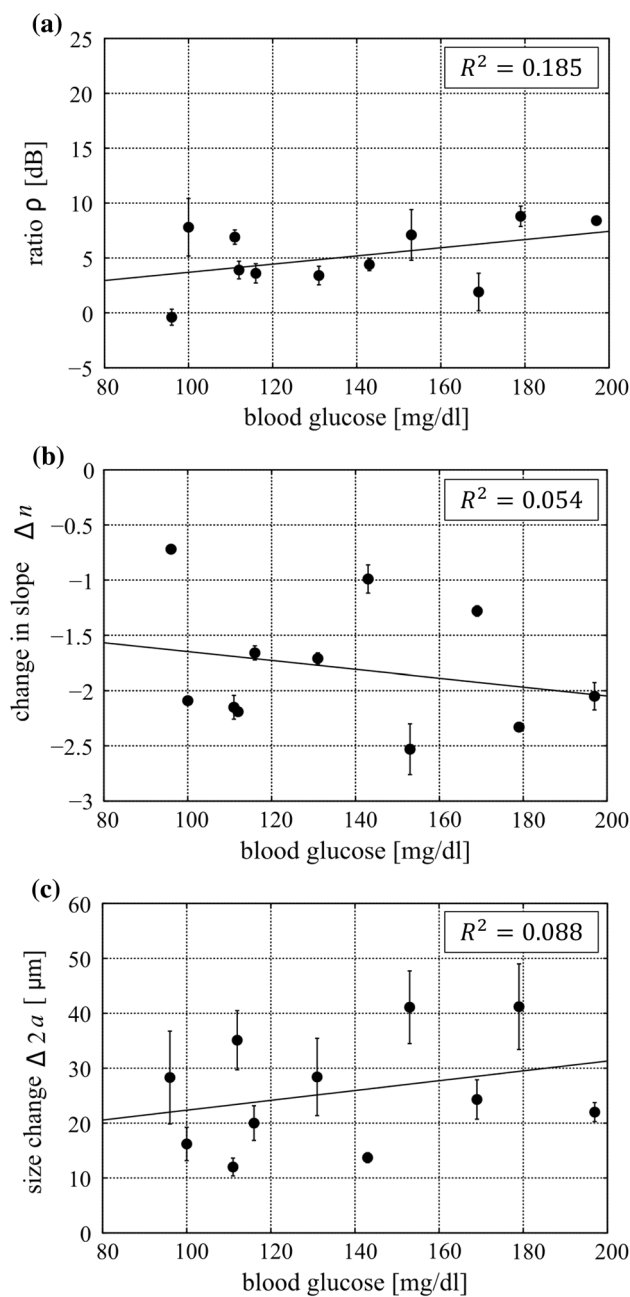 (a)
R² = 0.185
25
20
15
10
5
0
−5
ratio ρ [dB]
80 100 120 140 160 180 200
blood glucose [mg/dl]
(b)
R² = 0.054
0
−0.5
−1
−1.5
−2
−2.5
−3
change in slope Δ n
100 120 140 160 180 200
blood glucose [mg/dl]
(c)
R² = 0.088
60
50
40
30
20
10
0
size change Δ 2 a [ μm]
80 100 120 140 160 180 200
blood glucose [mg/dl]